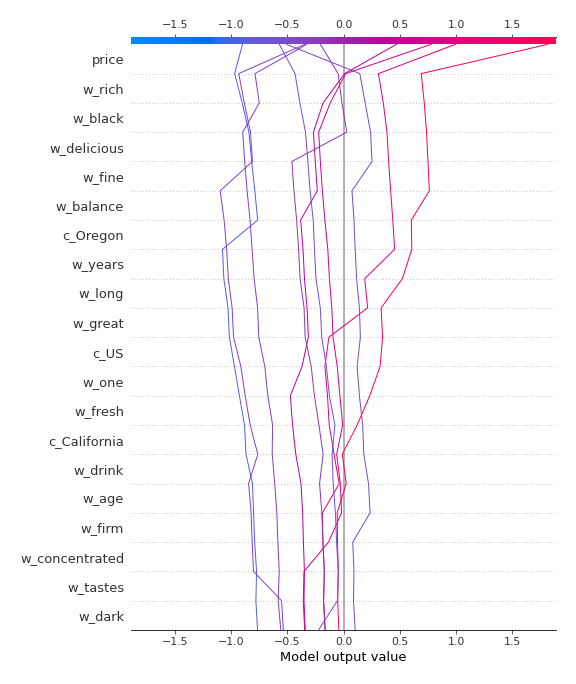 −1.5 −1.0 −0.5 0.0 0.5 1.0 1.5
price
w_rich
w_black
w_delicious
w_fine
w_balance
c_Oregon
w_years
w_long
w_great
c_US
w_one
w_fresh
c_California
w_drink
w_age
w_firm
w_concentrated
w_tastes
w_dark
−1.5 −1.0 −0.5 0.0 0.5 1.0 1.5
Model output value